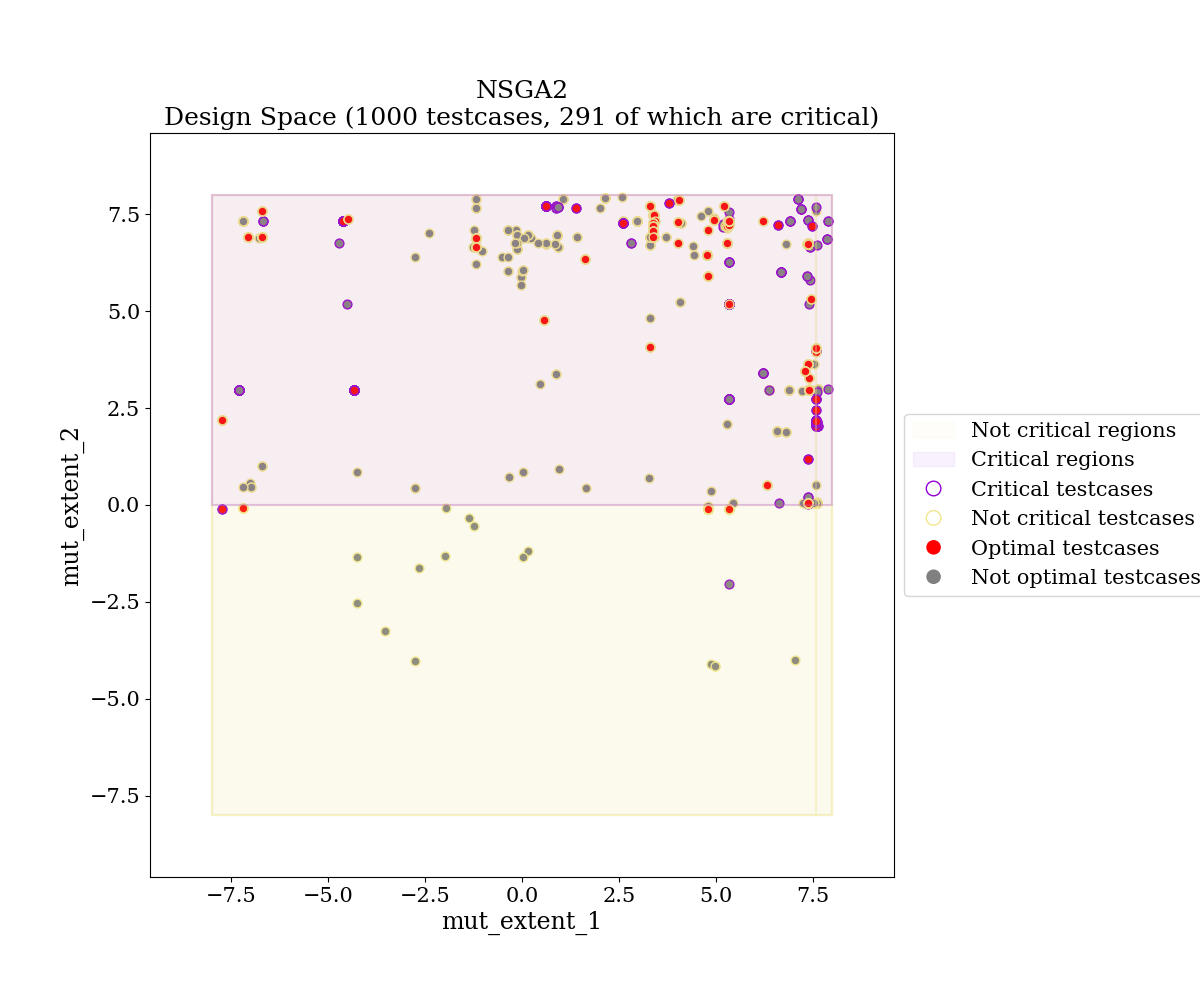 NSGA2
Design Space (1000 testcases, 291 of which are critical)
mut_extent_2
7.5
5.0
2.5
0.0
−2.5
−5.0
−7.5
−7.5
−5.0
−2.5
0.0
2.5
5.0
7.5
mut_extent_1
Not critical regions
Critical regions
Critical testcases
Not critical testcases
Optimal testcases
Not optimal testcases